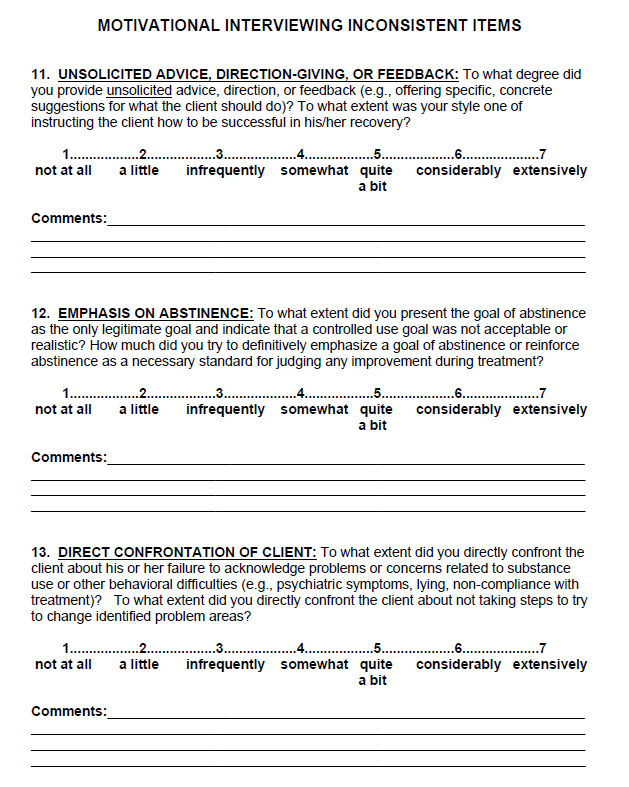 MOTIVATIONAL INTERVIEWING INCONSISTENT ITEMS
11. UNSOLICITED ADVICE, DIRECTION-GIVING, OR FEEDBACK: To what degree did
you provide unsolicited advice, direction, or feedback (e.g., offering specific, concrete
suggestions for what the client should do)? To what extent was your style one of
instructing the client how to be successful in his/her recovery?
1..................2..................3...................4..................5...................6....................7
not at all a little infrequently somewhat quite considerably extensively
a bit
Comments:
12. EMPHASIS ON ABSTINENCE: To what extent did you present the goal of abstinence
as the only legitimate goal and indicate that a controlled use goal was not acceptable or
realistic? How much did you try to definitively emphasize a goal of abstinence or reinforce
abstinence as a necessary standard for judging any improvement during treatment?
1..................2..................3...................4..................5...................6....................7
not at all a little infrequently somewhat quite considerably extensively
a bit
Comments:
13. DIRECT CONFRONTATION OF CLIENT: To what extent did you directly confront the
client about his or her failure to acknowledge problems or concerns related to substance
use or other behavioral difficulties (e.g., psychiatric symptoms, lying, non-compliance with
treatment)? To what extent did you directly confront the client about not taking steps to try
to change identified problem areas?
1..................2..................3...................4..................5...................6....................7
not at all a little infrequently somewhat quite considerably extensively
a bit
Comments: